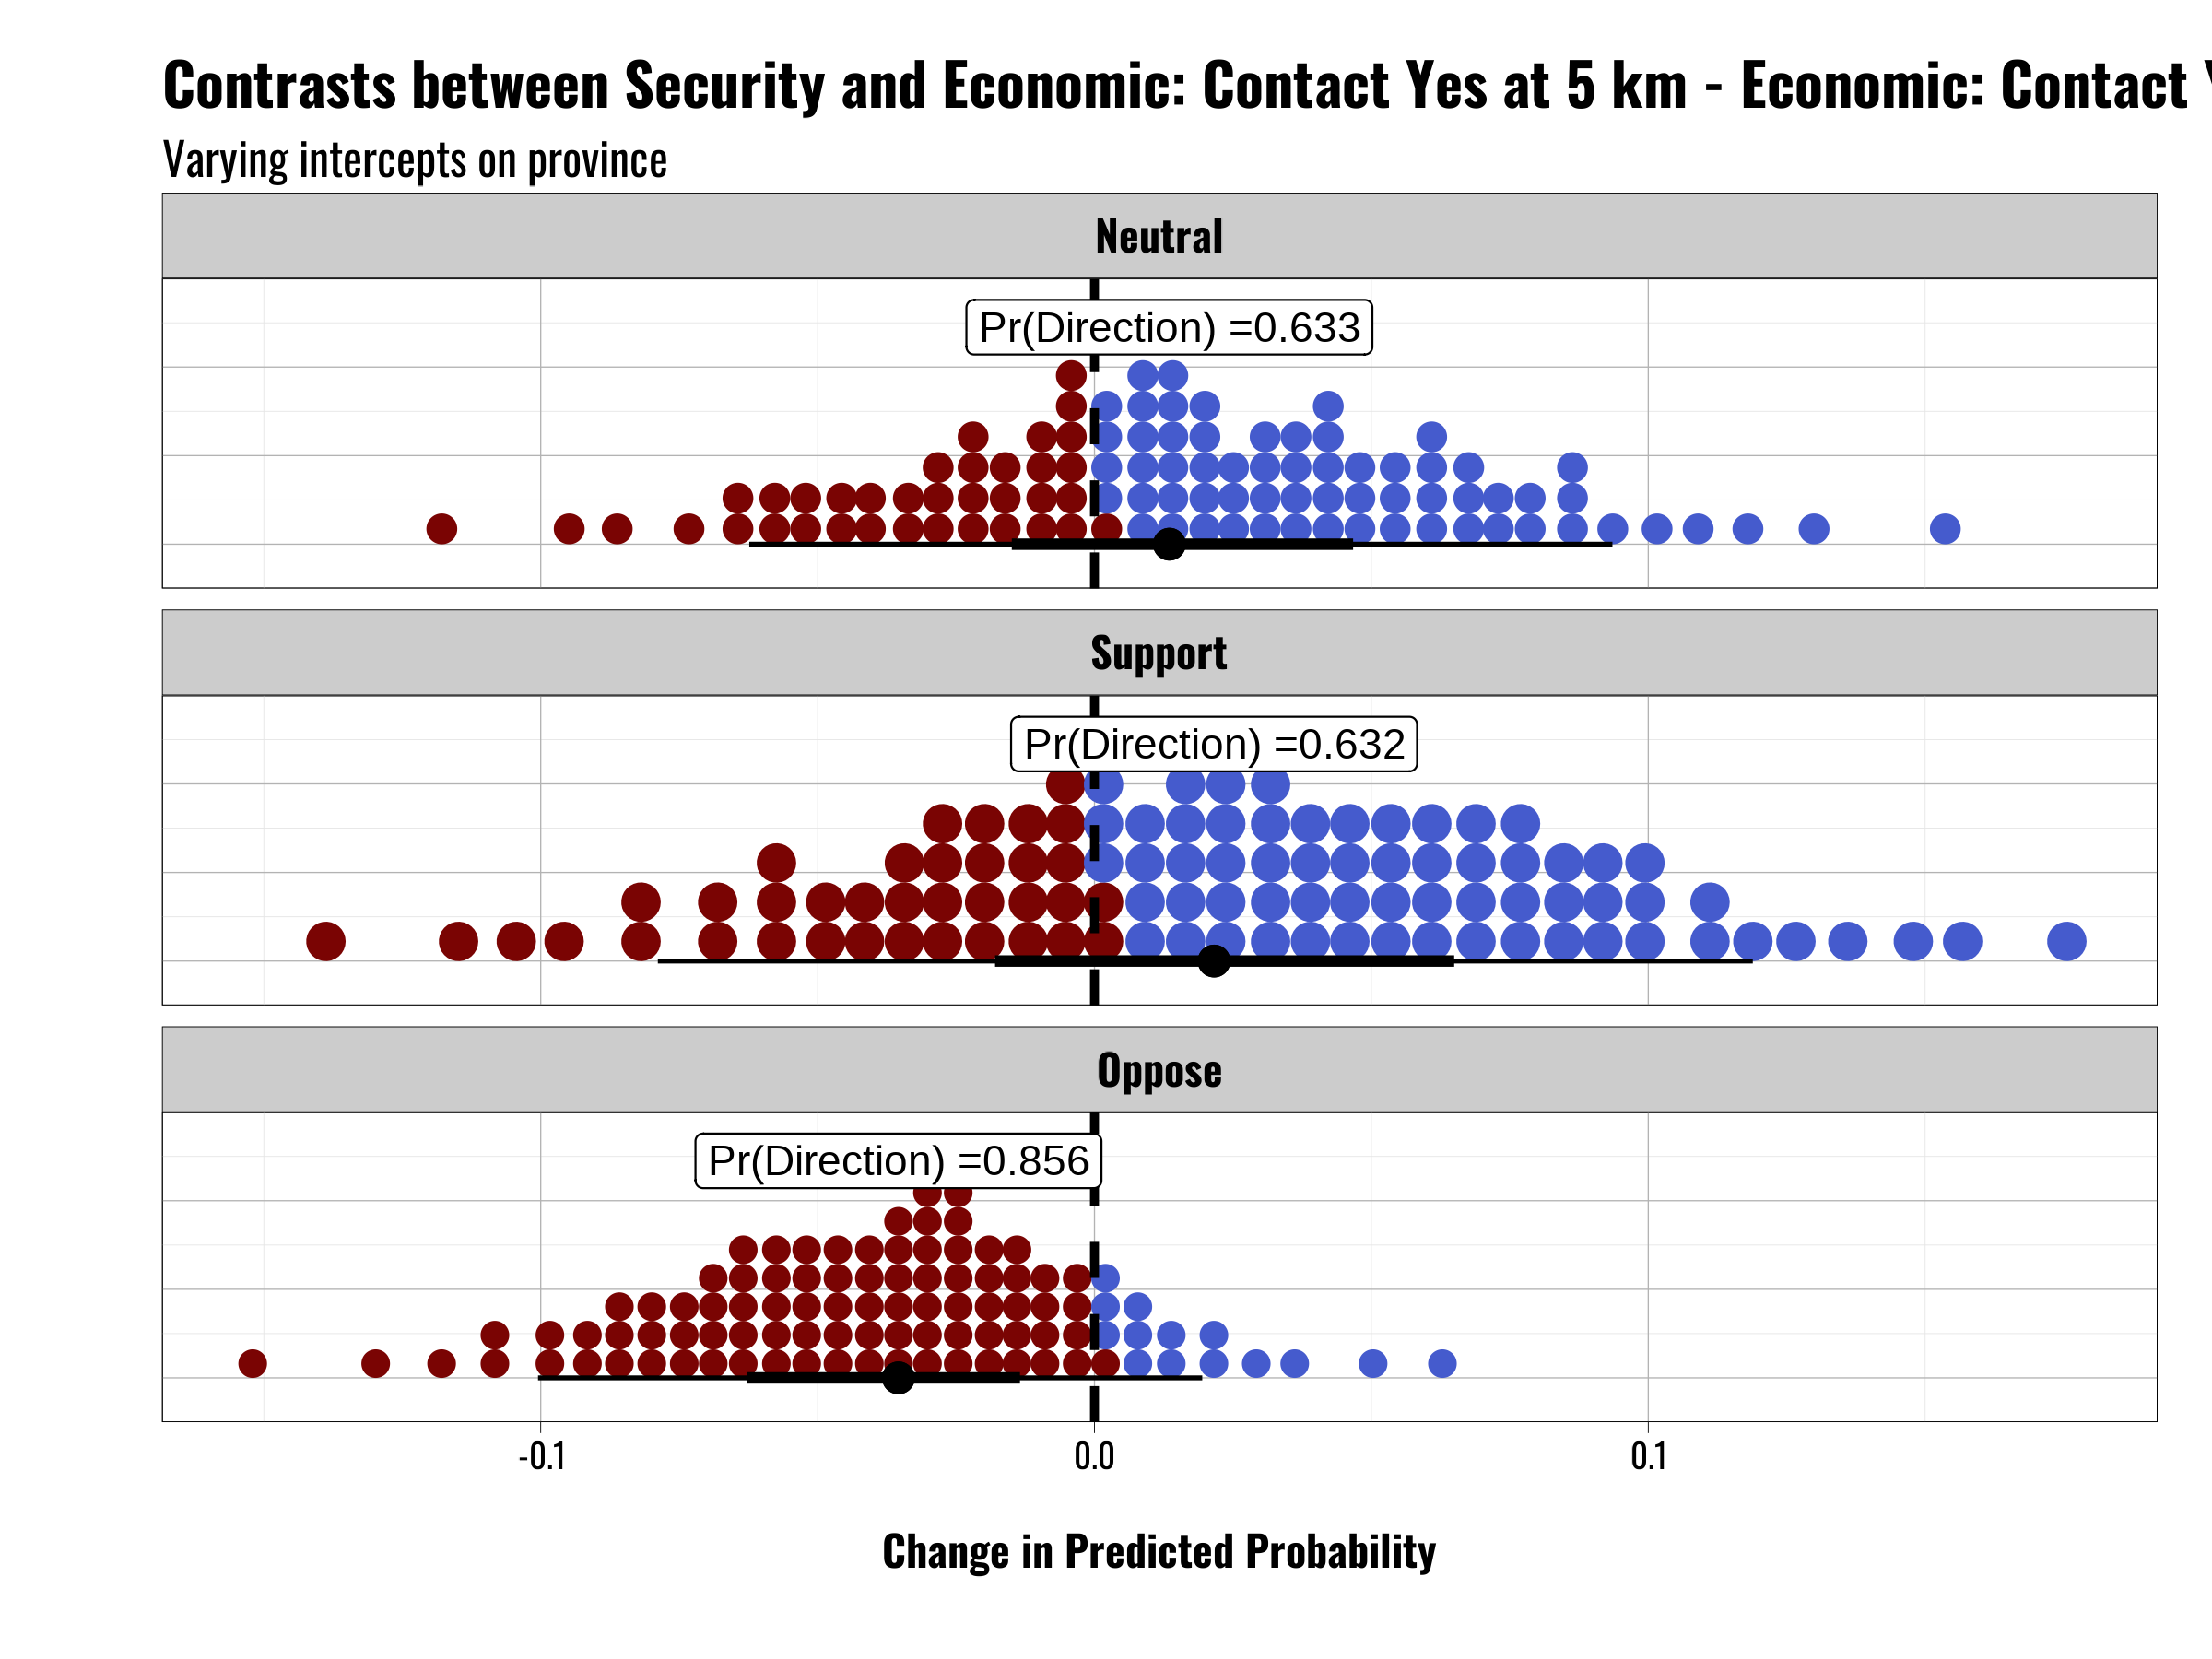 Contrasts between Security and Economic: Contact Yes at 5 km - Economic: Contact
Varying intercepts on province
Neutral
Pr(Direction) =0.633
Support
Pr(Direction) =0.632
Oppose
Pr(Direction) =0.856
-0.1 0.0 0.1
Change in Predicted Probability